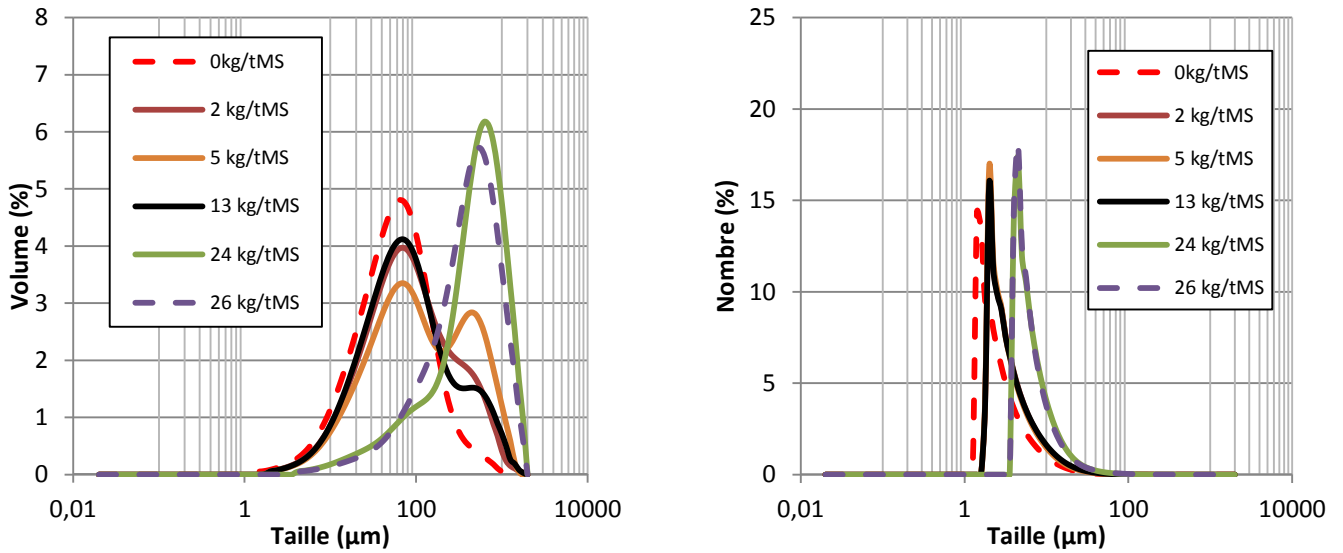 8
7
6
5
4
3
2
1
0
Volume (%)
0kg/tMS
2 kg/tMS
5 kg/tMS
13 kg/tMS
24 kg/tMS
26 kg/tMS
0,01
1
100
10000
Taille (µm)
25
20
15
10
5
0
Nombre (%)
0kg/tMS
2 kg/tMS
5 kg/tMS
13 kg/tMS
24 kg/tMS
26 kg/tMS
0,01
1
100
10000
Taille (µm)